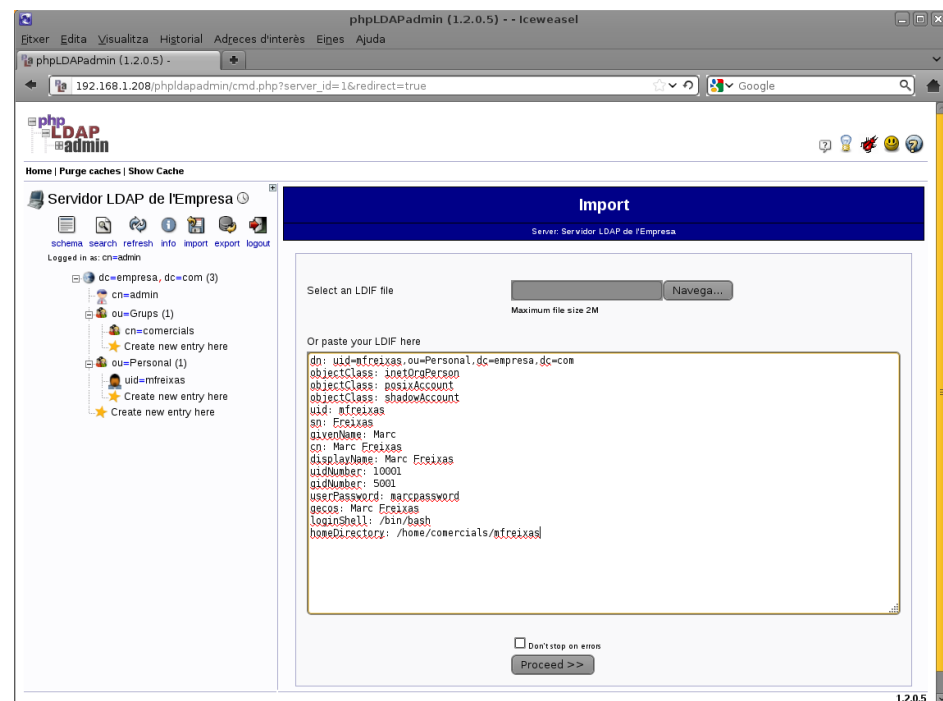 phpLDAPadmin (1.2.0.5) - - Iceweasel
Fitxer Edita Visualitza Historial Adreces d'interès Eines Ajuda
phpLDAPadmin (1.2.0.5) -
192.168.1.208/phpldapadmin/cmd.php?server_id=1&redirect=true
Google
php
LDAP
admin
Home | Purge caches | Show Cache
Servidor LDAP de l'Empresa
schema search refresh info import export logout
Logged in as: cn=admin
dc=empresa, dc=com (3)
cn=admin
ou=Grups (1)
cn=comercials
Create new entry here
ou=Personal (1)
uid=mfreixas
Create new entry here
Create new entry here
Import
Server: Servidor LDAP de l'Empresa
Select an LDIF file
Navega...
Maximum file size 2M
Or paste your LDIF here
dn: uid=mfreixas,ou=Personal,dc=empresa,dc=com
objectClass: inetOrgPerson
objectClass: posixAccount
objectClass: shadowAccount
uid: mfreixas
sn: Freixas
givenName: Marc
cn: Marc Freixas
displayName: Marc Freixas
uidNumber: 10001
gidNumber: 5001
userPassword: marcpassword
gecos: Marc Freixas
loginShell: /bin/bash
homeDirectory: /home/comercials/mfreixas
Don't stop on errors
Proceed >>
1.2.0.5